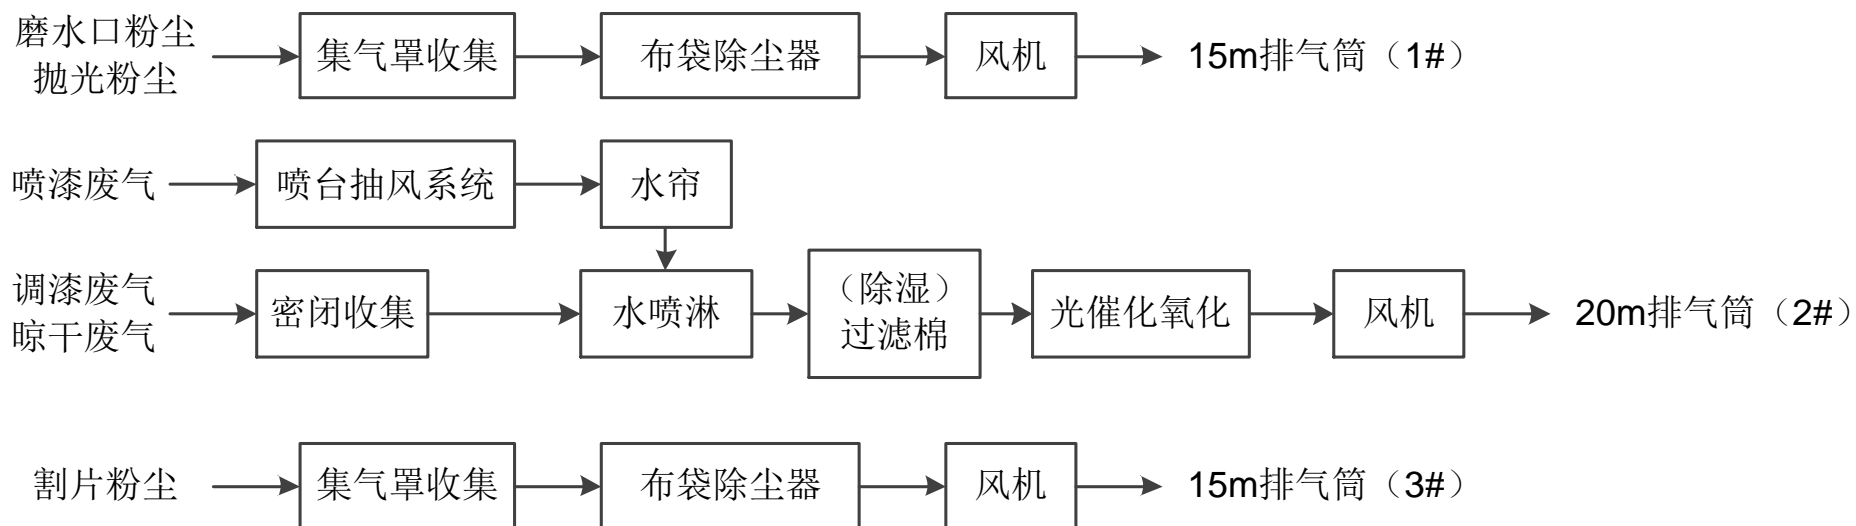 磨水口粉尘
抛光粉尘
集气罩收集
布袋除尘器
风机
15m排气筒（1#）
喷漆废气
喷台抽风系统
水帘
调漆废气
晾干废气
密闭收集
水喷淋
（除湿）
过滤棉
光催化氧化
风机
20m排气筒（2#）
割片粉尘
集气罩收集
布袋除尘器
风机
15m排气筒（3#）